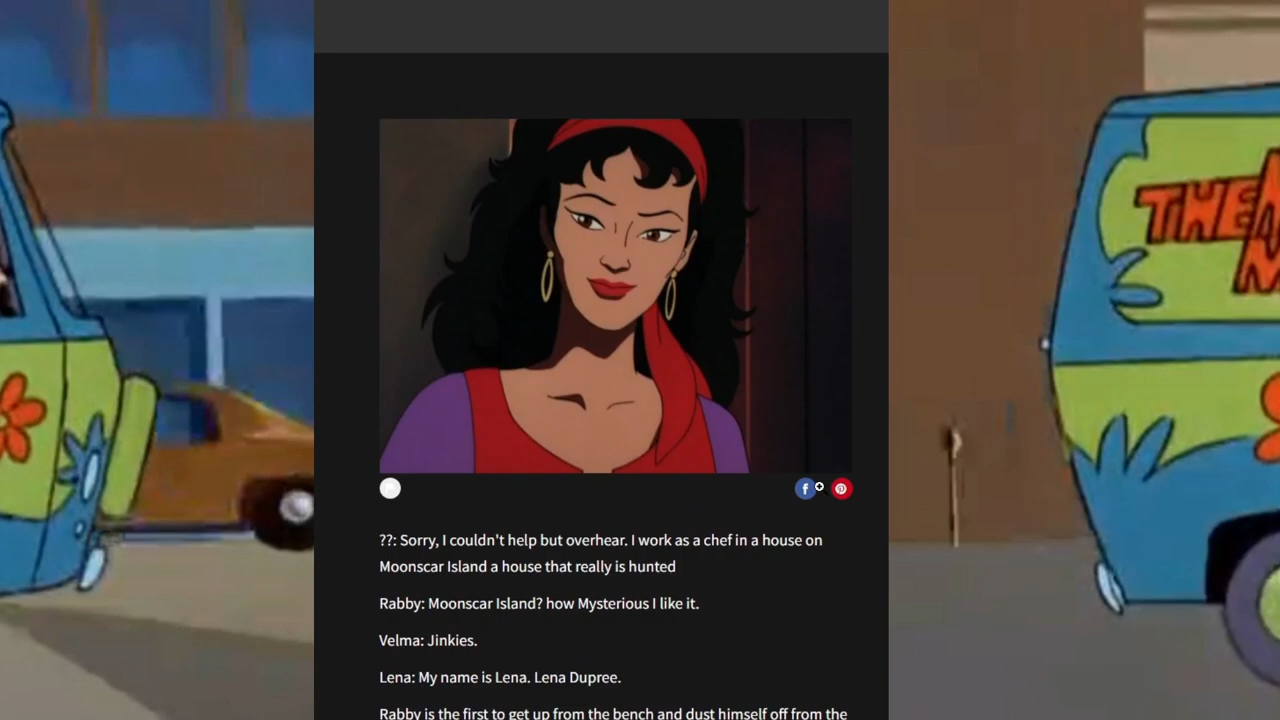 THE
M
??: Sorry, I couldn't help but overhear. I work as a chef in a house on
Moonscar Island a house that really is hunted
Rabby: Moonscar Island? how Mysterious I like it.
Velma: Jinkies.
Lena: My name is Lena. Lena Dupree.
Rabby is the first to get up from the bench and dust himself off from the